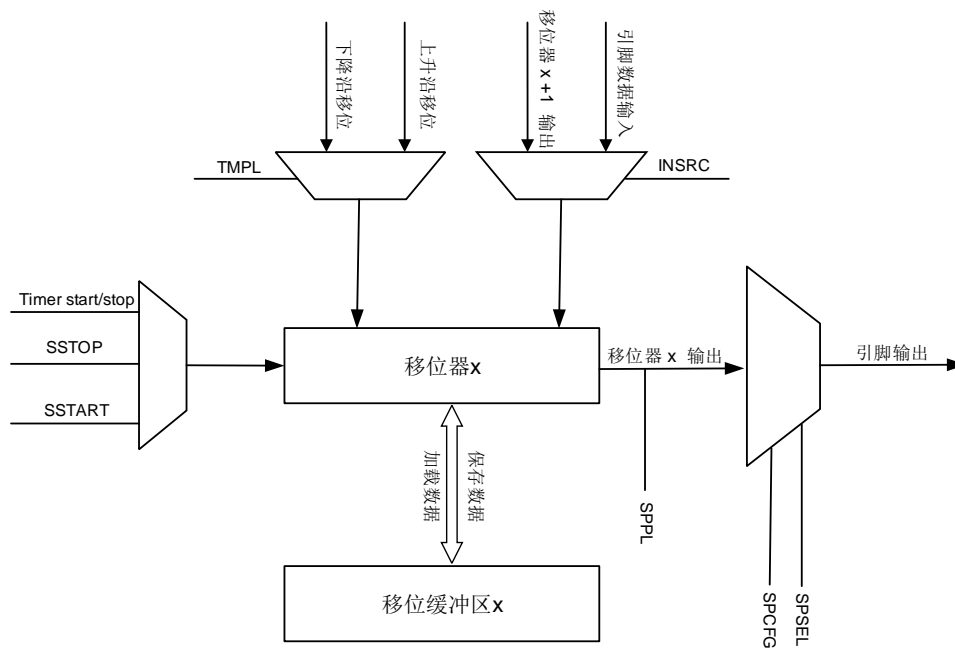 下降沿移位
上升沿移位
移位器 x +1 输出
引脚数据输入
TMPL
INSRC
Timer start/stop
SSTOP
SSTART
移位器x
移位器 x 输出
引脚输出
加载数据
保存数据
SPPL
SPCFG
SPSEL
移位缓冲区x